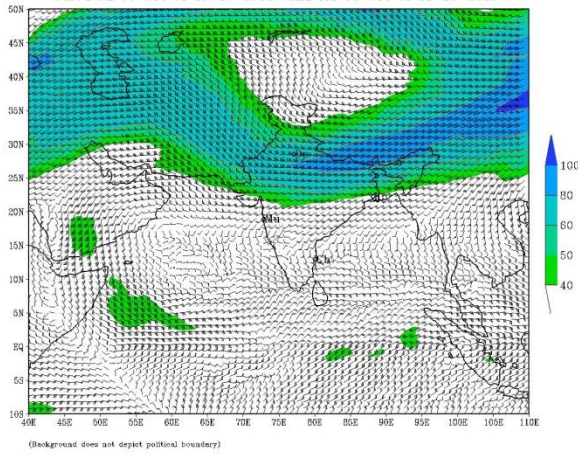 50N
45N
40N
35N
30N
25N
20N
15N
10N
5N
EQ
5S
10S
40E 45E 50E 55E 60E 65E 70E 75E 80E 85E 90E 95E 100E 105E 110E
100
80
60
50
40
(Background does not depict political boundary)